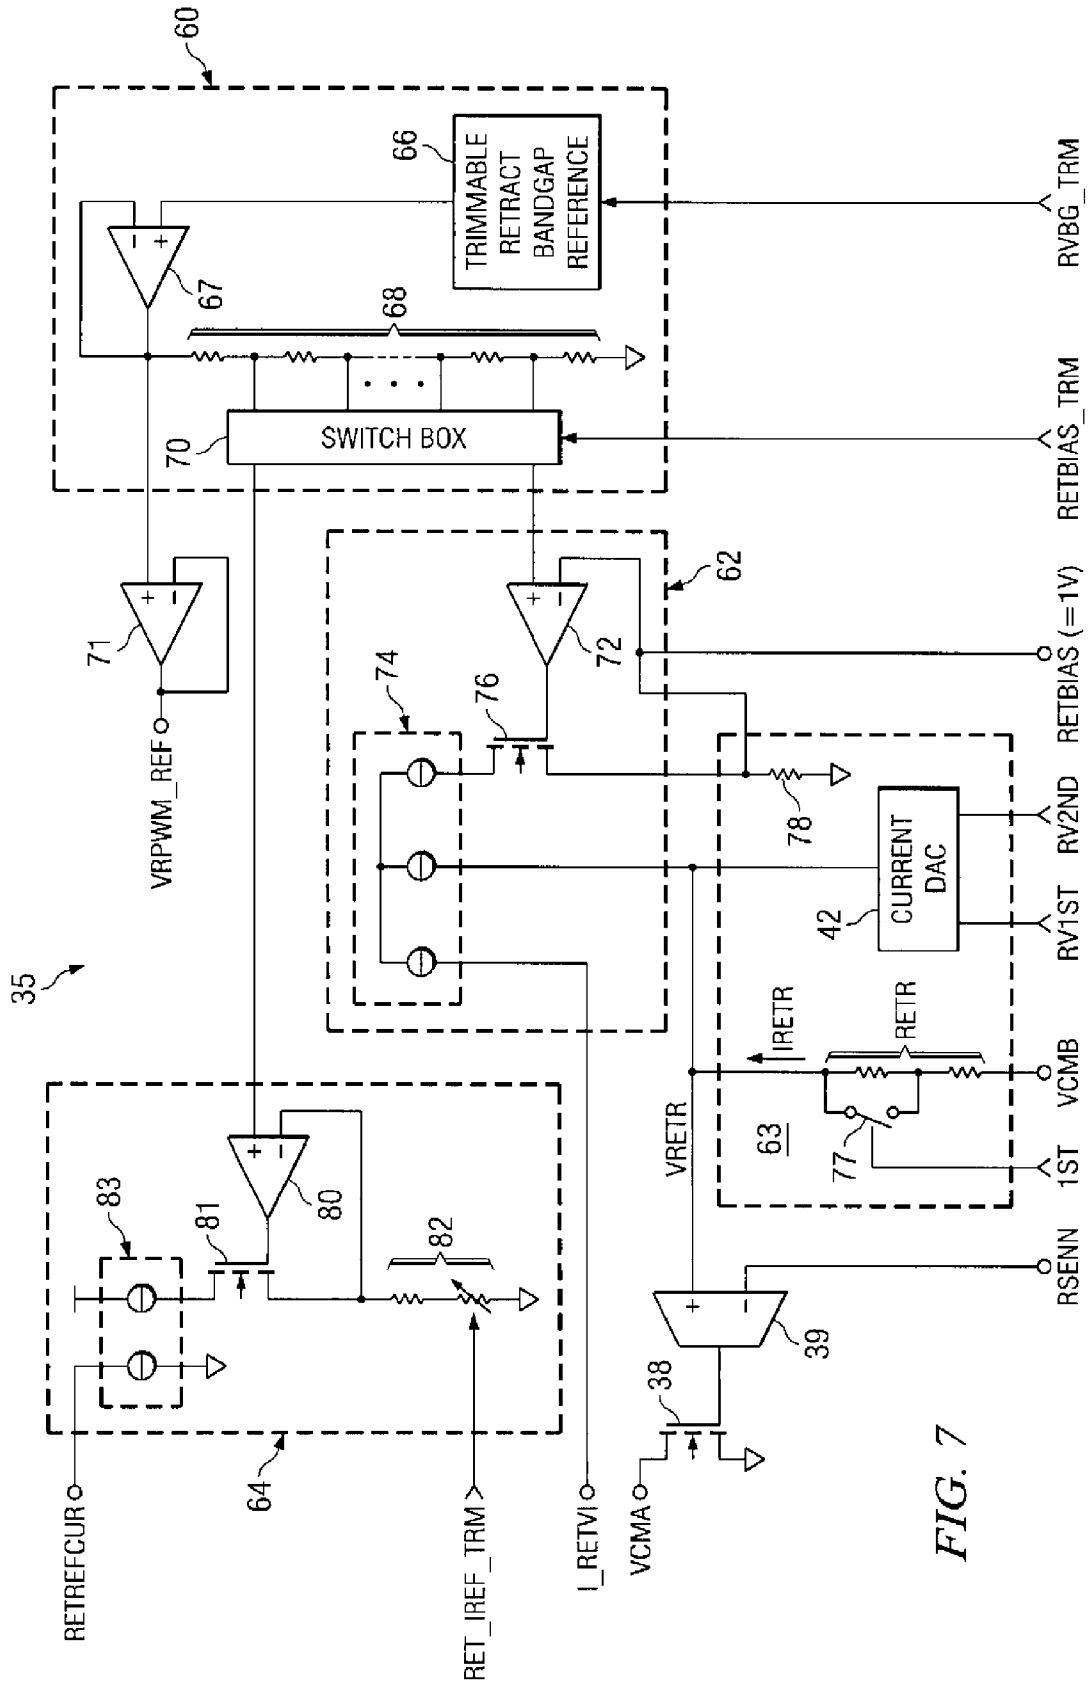 35
60
TRIMMABLE
RETRACT
BANDGAP
REFERENCE
66
67
+
−
68
SWITCH BOX
70
71
+
−
VRPWM_REF
62
72
+
−
74
76
78
CURRENT
DAC
42
63
IRETR
RETR
77
VRETR
64
80
+
−
81
82
83
38
39
+
−
RETREFCUR
RET_IREF_TRM
I_RETVI
VCMA
RSENN
1ST
VCMB
RV1ST
RV2ND
RETBIAS (=1V)
RETBIAS_TRM
RVBG_TRM
FIG. 7